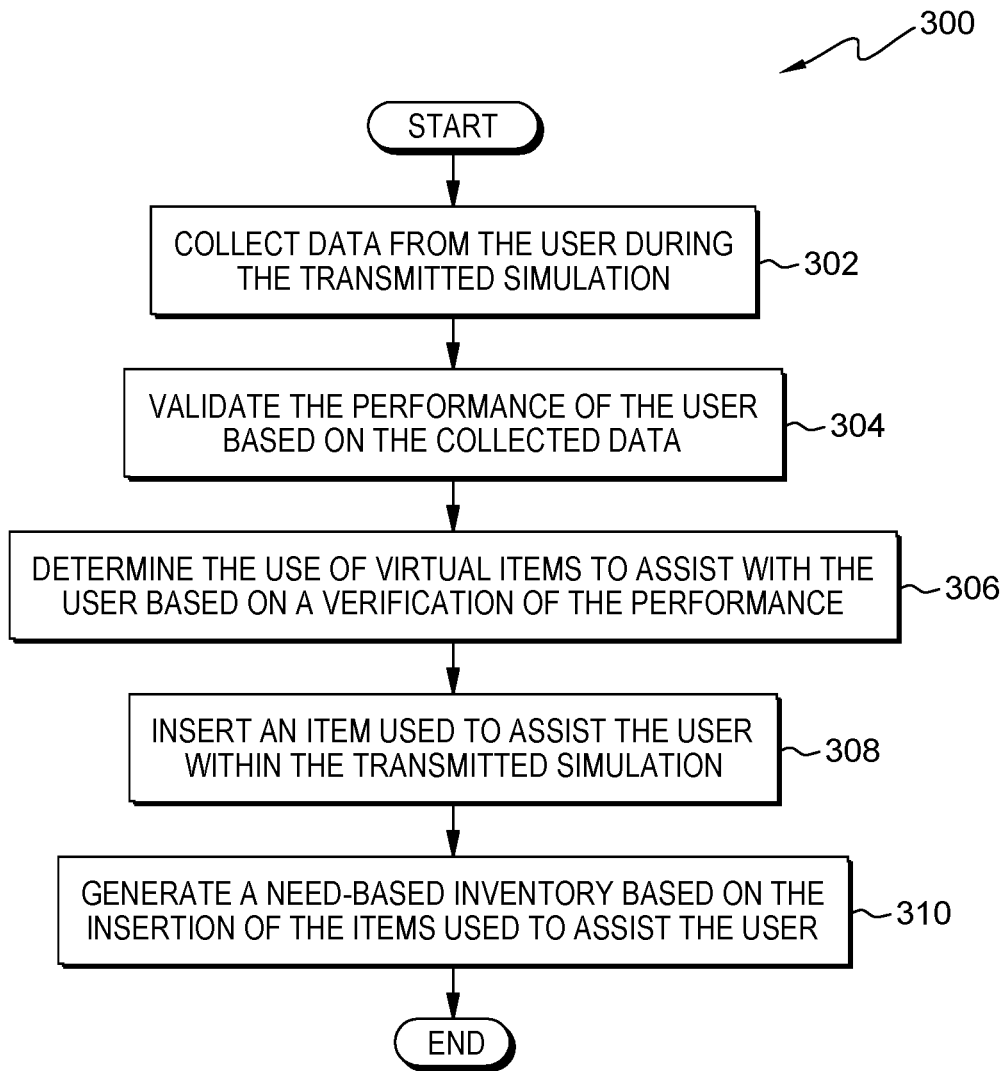 300
START
COLLECT DATA FROM THE USER DURING
THE TRANSMITTED SIMULATION
302
VALIDATE THE PERFORMANCE OF THE USER
BASED ON THE COLLECTED DATA
304
DETERMINE THE USE OF VIRTUAL ITEMS TO ASSIST WITH THE
USER BASED ON A VERIFICATION OF THE PERFORMANCE
306
INSERT AN ITEM USED TO ASSIST THE USER
WITHIN THE TRANSMITTED SIMULATION
308
GENERATE A NEED-BASED INVENTORY BASED ON THE
INSERTION OF THE ITEMS USED TO ASSIST THE USER
310
END